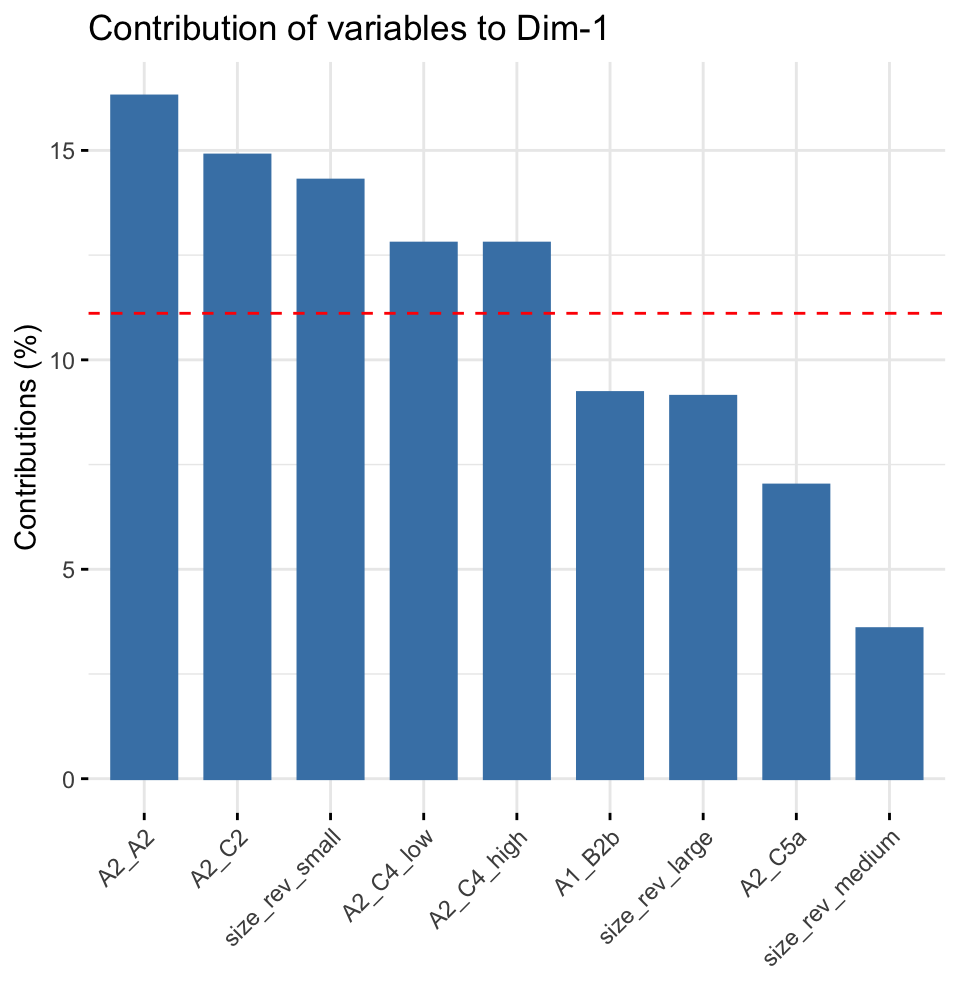 Contribution of variables to Dim-1
Contributions (%)
15
10
5
0
A2_A2
A2_C2
size_rev_small
A2_C4_low
A2_C4_high
A1_B2b
size_rev_large
A2_C5a
size_rev_medium